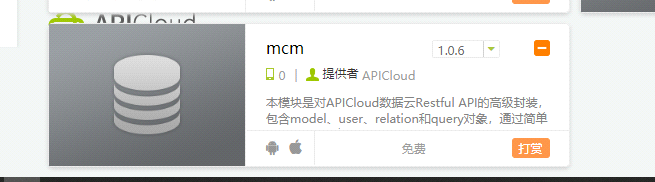 APICloud
mcm
1.0.6
0 | 提供者 APICloud
本模块是对APICloud数据云Restful API的高级封装，
包含model、user、relation和query对象，通过简单
免费
打赏